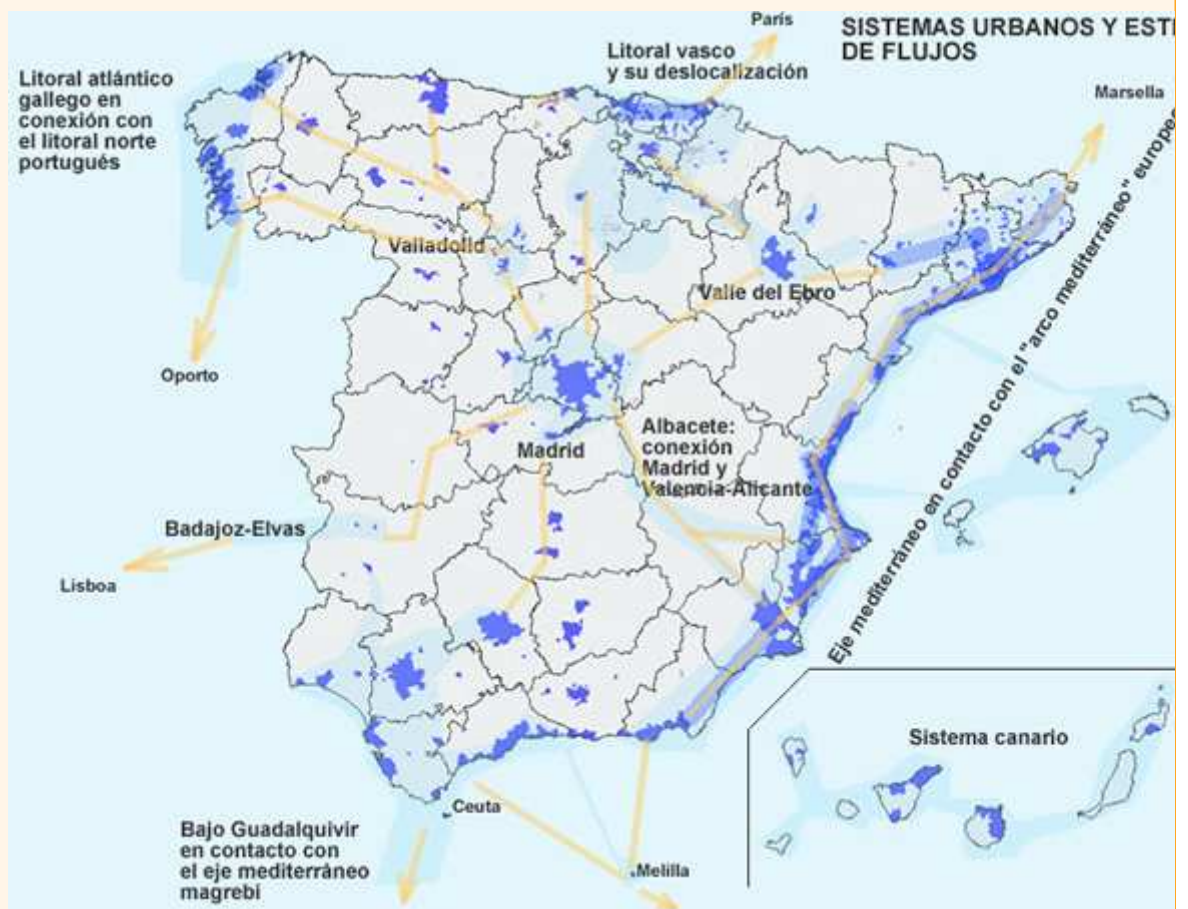 París
SISTEMAS URBANOS Y
DE FLUJOS
Litoral vasco
y su deslocalización
Litoral atlántico
gallego en
conexión con
el litoral norte
portugués
Marsella
Valladolid
Valle del Ebro
Oporto
Eje mediterráneo en contacto con el "arco mediterráneo"
Madrid
Albacete:
conexión
Madrid y
Valencia-Alicante
Badajoz-Elvas
Lisboa
Sistema canario
Ceuta
Bajo Guadalquivir
en contacto con
el eje mediterráneo
magrebí
Melilla